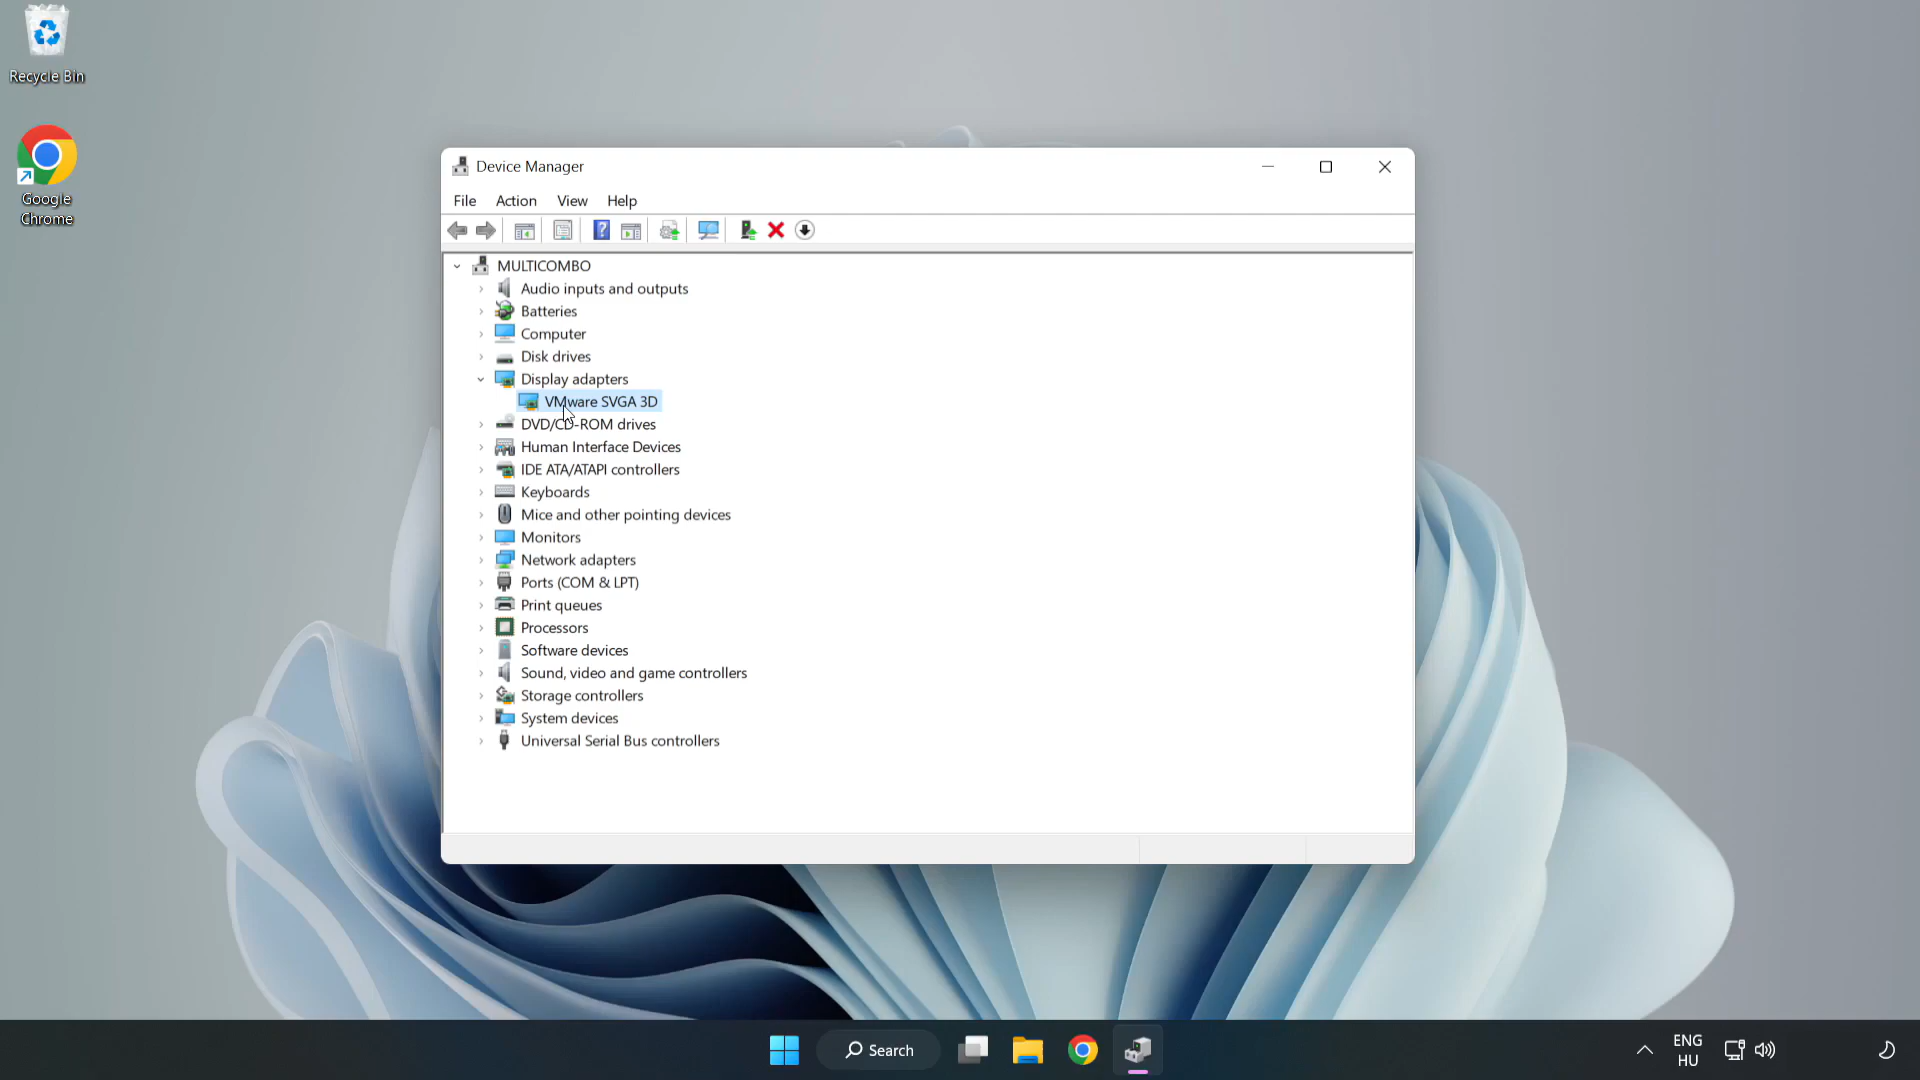 Recycle Bin
Google
Chrome
Device Manager
File Action View Help
MULTICOMBO
Audio inputs and outputs
Batteries
Computer
Disk drives
Display adapters
VMware SVGA 3D
DVD/CD-ROM drives
Human Interface Devices
IDE ATA/ATAPI controllers
Keyboards
Mice and other pointing devices
Monitors
Network adapters
Ports (COM & LPT)
Print queues
Processors
Software devices
Sound, video and game controllers
Storage controllers
System devices
Universal Serial Bus controllers
Search
ENG
HU